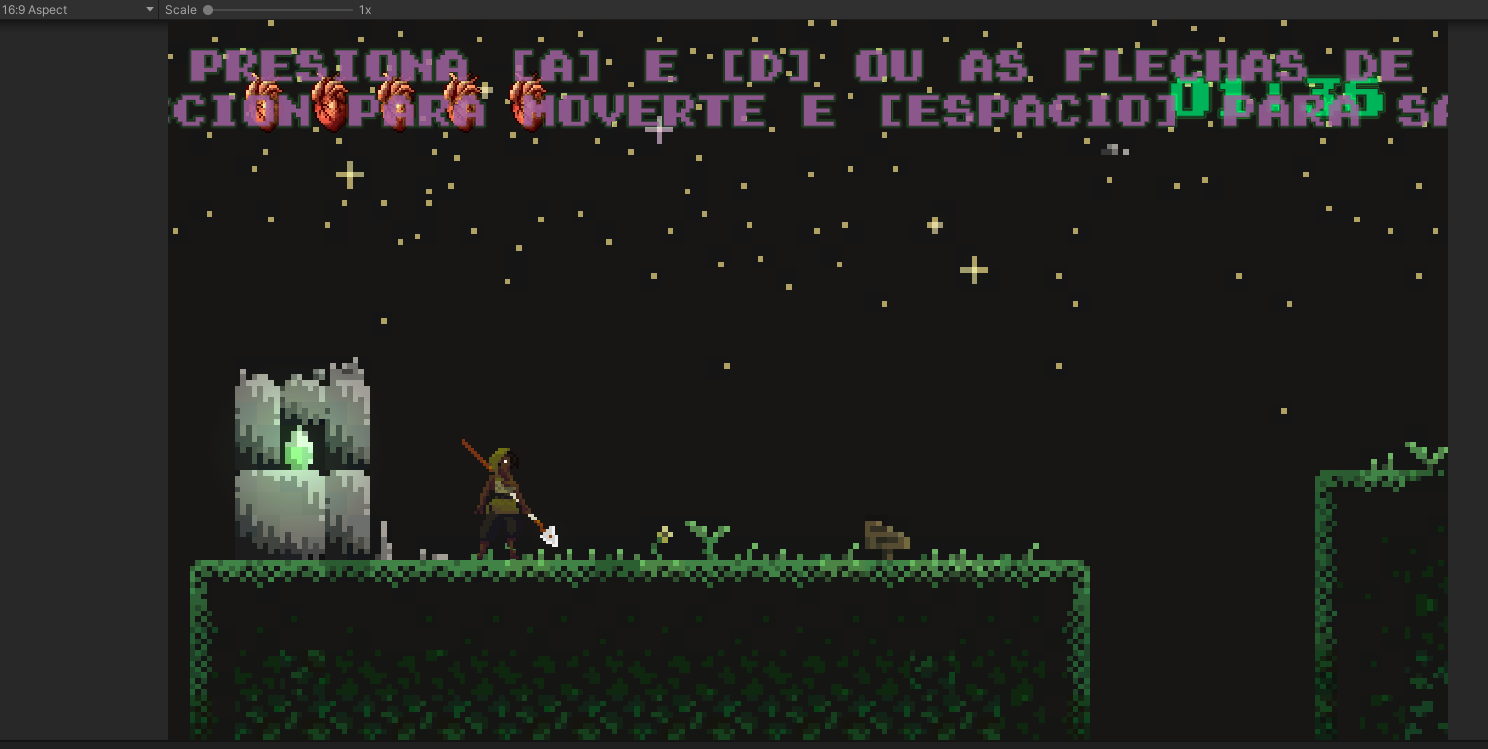 16:9 Aspect
Scale
1x
PRESIONA [A] E [D] OU AS FLECHAS DE
CION PARA MOVERTE E [ESPACIO] PARA
01:36